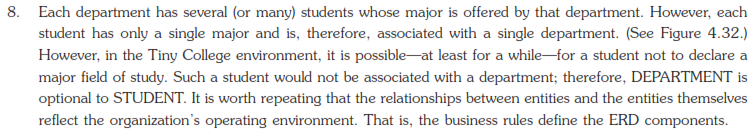 8. Each department has several (or many) students whose major is offered by that department. However, each
student has only a single major and is, therefore, associated with a single department. (See Figure 4.32.)
However, in the Tiny College environment, it is possible—at least for a while—for a student not to declare a
major field of study. Such a student would not be associated with a department; therefore, DEPARTMENT is
optional to STUDENT. It is worth repeating that the relationships between entities and the entities themselves
reflect the organization's operating environment. That is, the business rules define the ERD components.